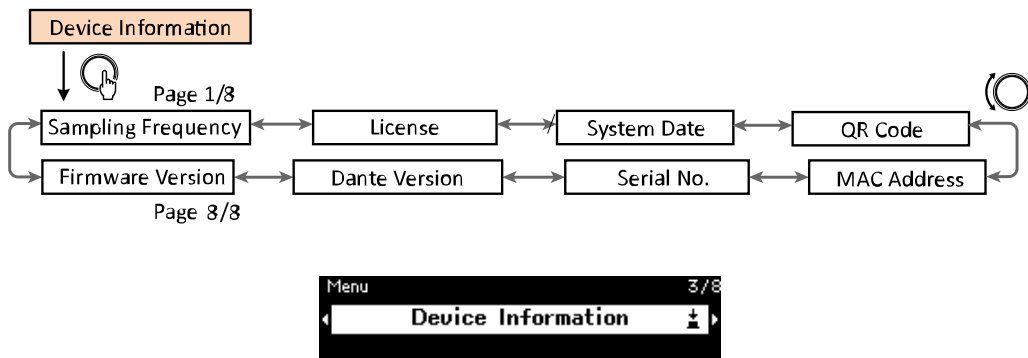 Device Information
Page 1/8
Sampling Frequency
License
System Date
QR Code
Firmware Version
Dante Version
Serial No.
MAC Address
Page 8/8
Menu 3/8
Device Information